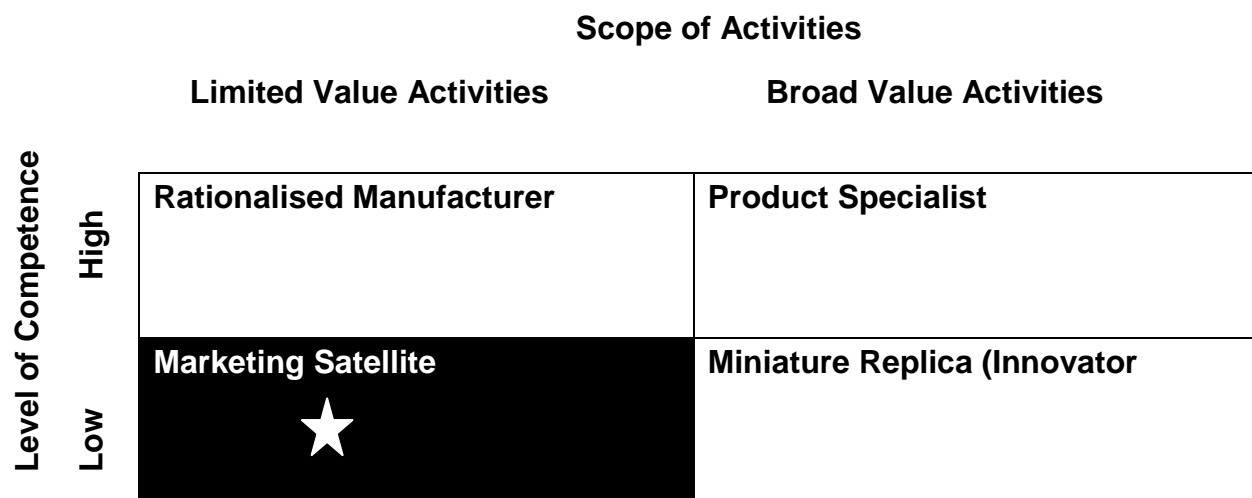 Scope of Activities
Limited Value Activities Broad Value Activities
Level of Competence
High
Rationalised Manufacturer Product Specialist
Low
Marketing Satellite Miniature Replica (Innovator